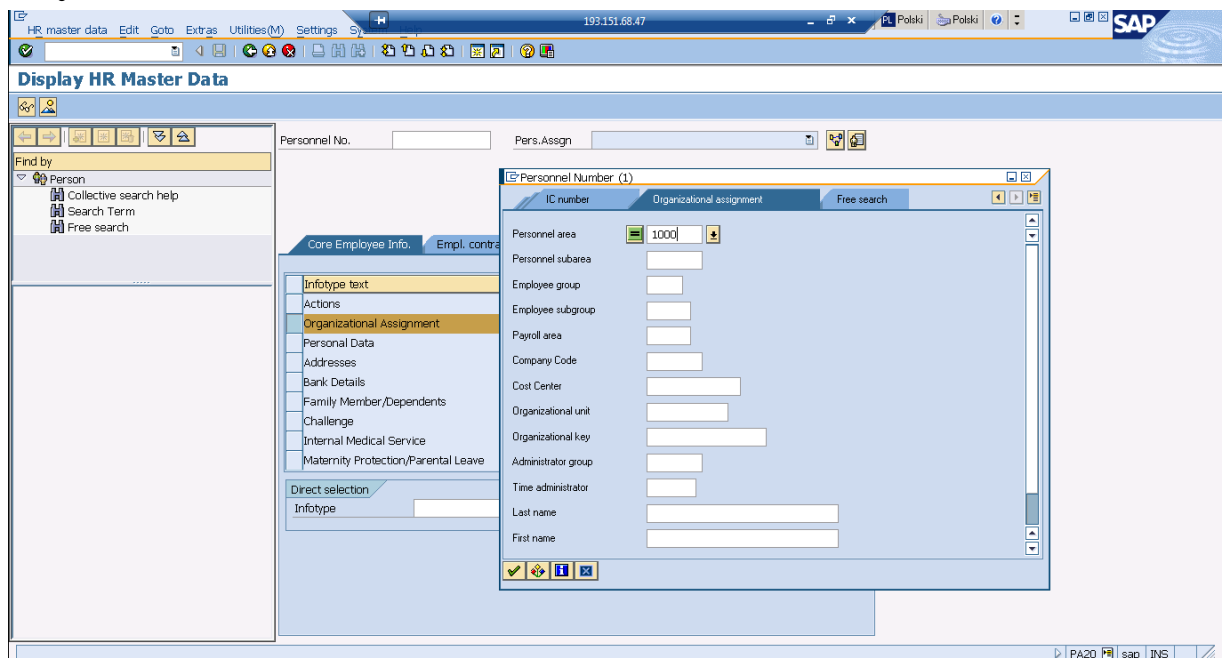 193.151.68.47
PL Polski Polski
HR master data Edit Goto Extras Utilities(M) Settings
SAP
Display HR Master Data
Find by
Person
Collective search help
Search Term
Free search
Personnel No.
Pers.Assgn
Core Employee Info.
Empl. contra
Infotype text
Actions
Organizational Assignment
Personal Data
Addresses
Bank Details
Family Member/Dependents
Challenge
Internal Medical Service
Maternity Protection/Parental Leave
Direct selection
Infotype
Personnel Number (1)
IC number
Organizational assignment
Free search
Personnel area 1000
Personnel subarea
Employee group
Employee subgroup
Payroll area
Company Code
Cost Center
Organizational unit
Organizational key
Administrator group
Time administrator
Last name
First name
PA20 sap INS